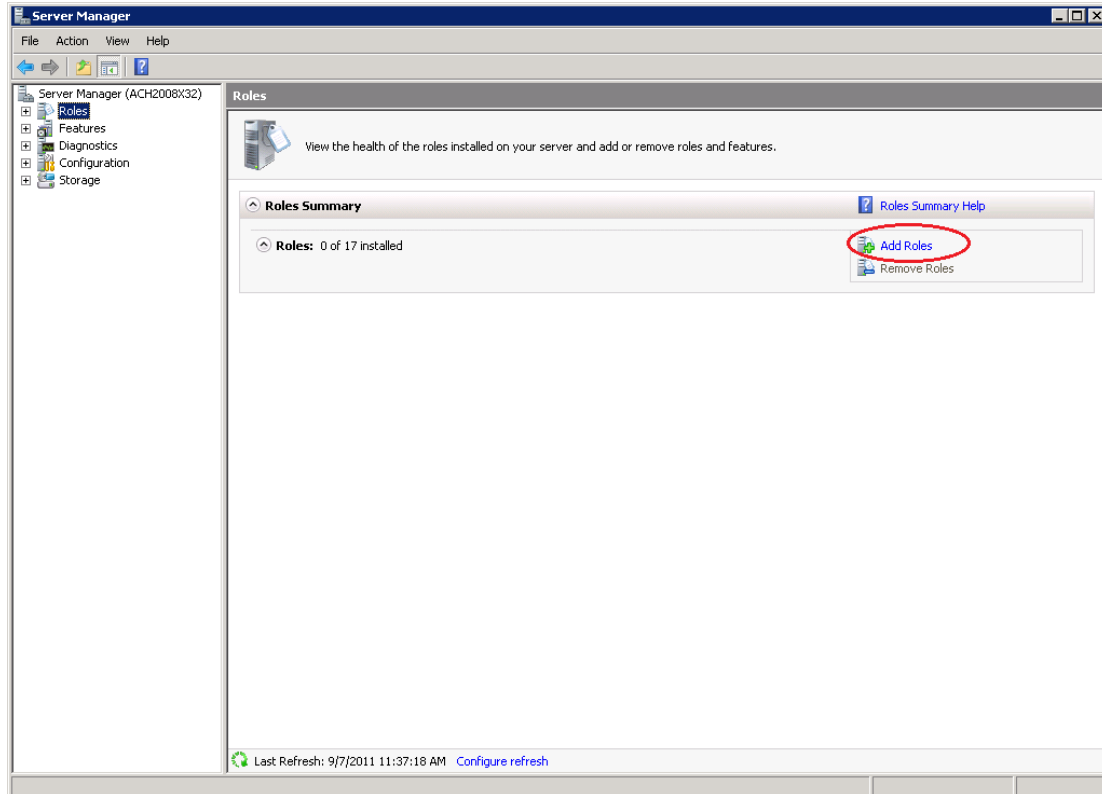 Server Manager
File Action View Help
Server Manager (ACH2008X32)
Roles
Features
Diagnostics
Configuration
Storage
Roles
View the health of the roles installed on your server and add or remove roles and features.
Roles Summary
Roles Summary Help
Roles: 0 of 17 installed
Add Roles
Remove Roles
Last Refresh: 9/7/2011 11:37:18 AM Configure refresh